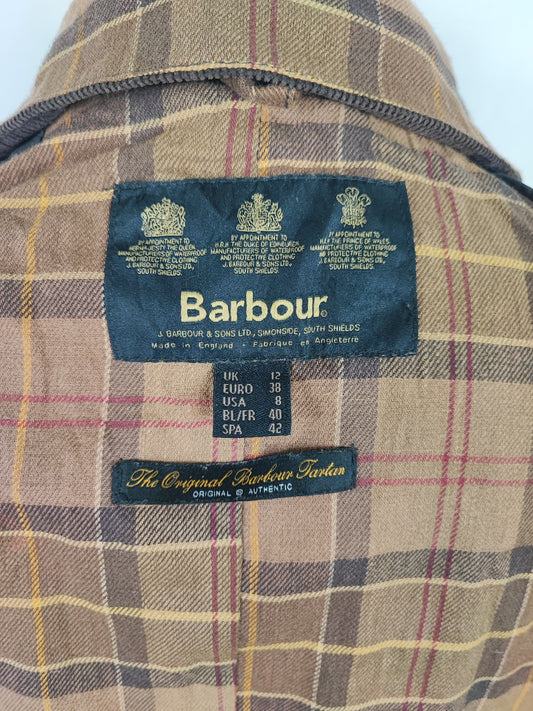 BY APPOINTMENT TO
HER MAJESTY THE QUEEN
MANUFACTURERS OF WATERPROOF
AND PROTECTIVE CLOTHING
J. BARBOUR & SONS LTD.,
SOUTH SHIELDS.
BY APPOINTMENT TO
H.R.H. THE DUKE OF EDINBURGH
MANUFACTURERS OF WATERPROOF
AND PROTECTIVE CLOTHING
J. BARBOUR & SONS LTD.,
SOUTH SHIELDS.
BY APPOINTMENT TO
H.R.H. THE PRINCE OF WALES
MANUFACTURERS OF WATERPROOF
AND PROTECTIVE CLOTHING
J. BARBOUR & SONS LTD.,
SOUTH SHIELDS.
Barbour®
J. BARBOUR & SONS LTD, SIMONSIDE, SOUTH SHIELDS
Made in England - Fabriqué en Angleterre
UK 12
EURO 38
USA 8
BL/FR 40
SPA 42
The Original Barbour Tartan
ORIGINAL @ AUTHENTIC